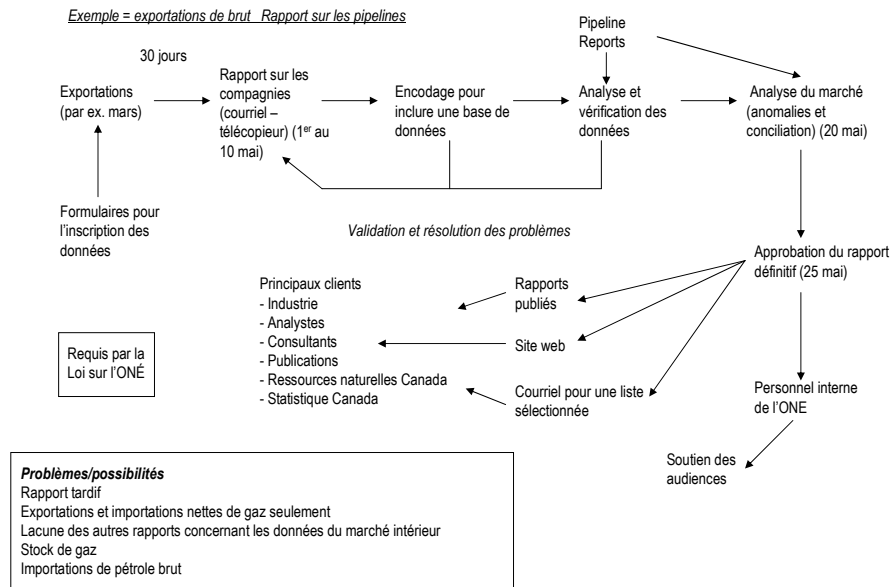 Exemple = exportations de brut Rapport sur les pipelines
30 jours
Pipeline
Reports
Exportations
(par ex. mars)
Rapport sur les
compagnies
(courriel –
télécopieur) (1er au
10 mai)
Encodage pour
inclure une base de
données
Analyse et
vérification des
données
Analyse du marché
(anomalies et
conciliation) (20 mai)
Formulaires pour
l'inscription des
données
Validation et résolution des problèmes
Approbation du rapport
définitif (25 mai)
Principaux clients
- Industrie
- Analystes
- Consultants
- Publications
- Ressources naturelles Canada
- Statistique Canada
Rapports
publiés
Site web
Courriel pour une liste
sélectionnée
Requis par la
Loi sur l'ONÉ
Personnel interne
de l'ONE
Soutien des
audiences
Problèmes/possibilités
Rapport tardif
Exportations et importations nettes de gaz seulement
Lacune des autres rapports concernant les données du marché intérieur
Stock de gaz
Importations de pétrole brut